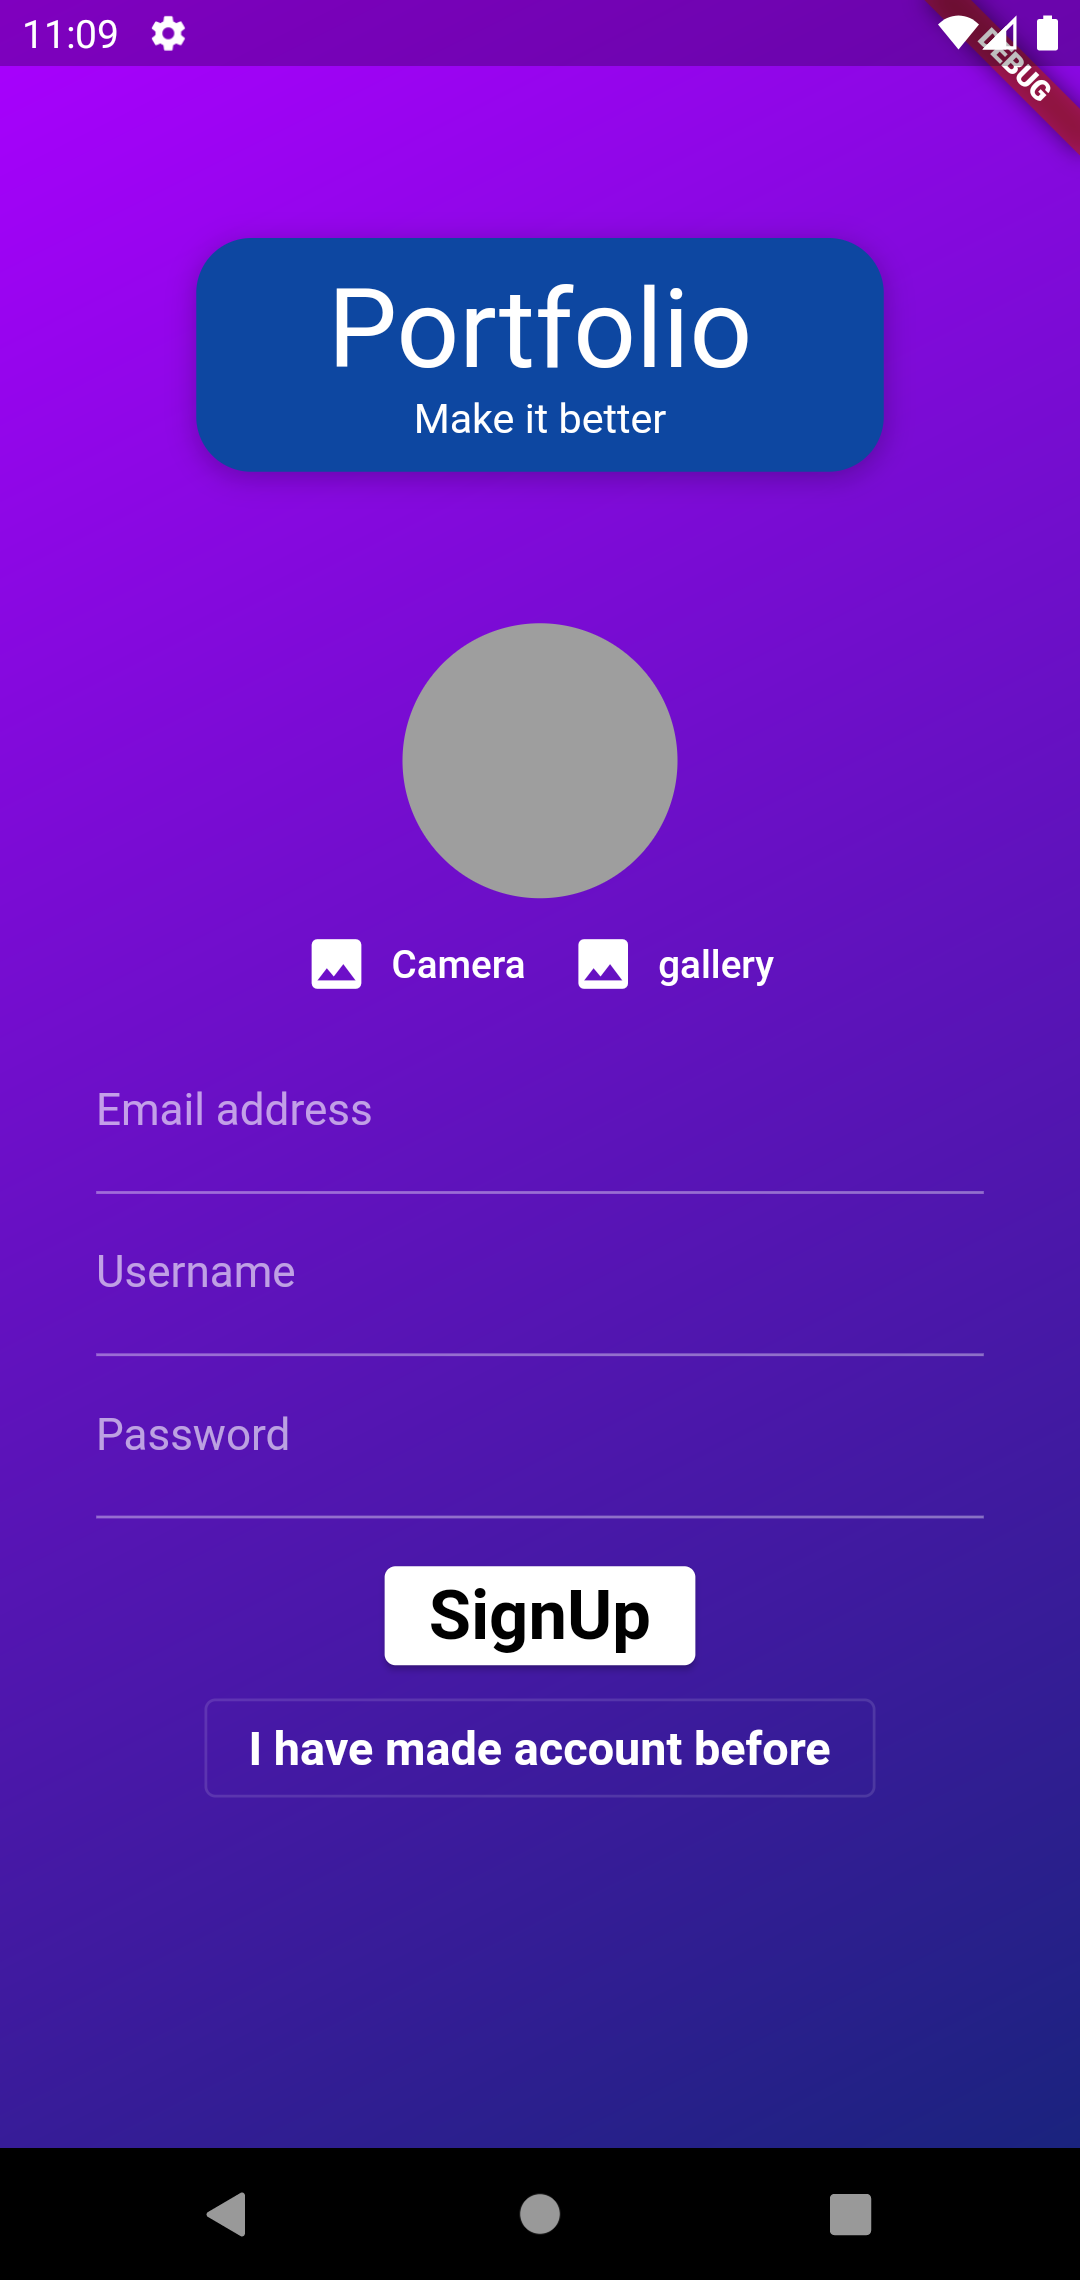 11:09
DEBUG
Portfolio
Make it better
Camera gallery
Email address
Username
Password
SignUp
I have made account before